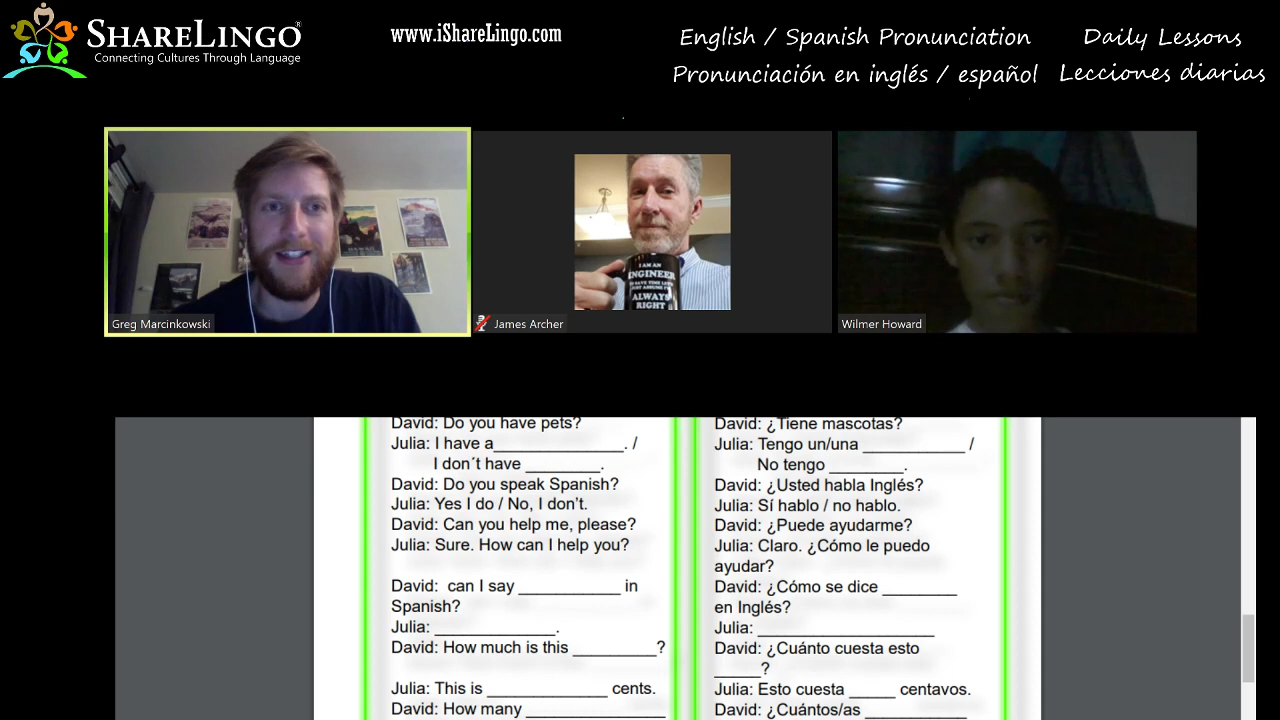 SHARELINGO®
Connecting Cultures Through Language
www.iShareLingo.com
English / Spanish Pronunciation
Pronunciación en inglés / español
Daily Lessons
Lecciones diarias
I AM AN
ENGINEER
ALWAYS
RIGHT
Greg Marcinkowski
James Archer
Wilmer Howard
David: Do you have pets?
Julia: I have a______________. /
I don´t have ________.
David: Do you speak Spanish?
Julia: Yes I do / No, I don't.
David: Can you help me, please?
Julia: Sure. How can I help you?
David: can I say ___________ in
Spanish?
Julia: _____________.
David: How much is this _________?
Julia: This is _____________ cents.
David: How many _______________
David: ¿Tiene mascotas?
Julia: Tengo un/una ___________ /
No tengo ________.
David: ¿Usted habla Inglés?
Julia: Sí hablo / no hablo.
David: ¿Puede ayudarme?
Julia: Claro. ¿Cómo le puedo
ayudar?
David: ¿Cómo se dice ________
en Inglés?
Julia: ___________________
David: ¿Cuánto cuesta esto
_____?
Julia: Esto cuesta _____ centavos.
David: ¿Cuántos/as ___________